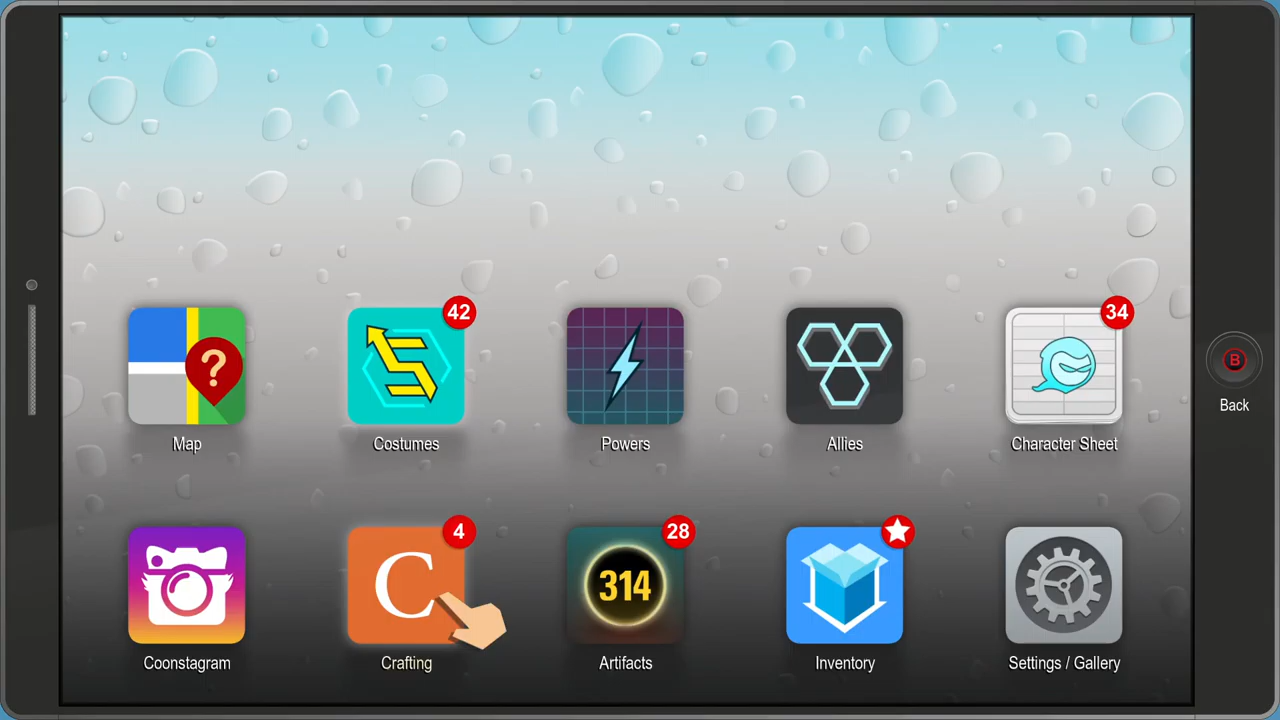 42
34
?
B
Back
Map
Costumes
Powers
Allies
Character Sheet
4
28
C
314
Coonstagram
Crafting
Artifacts
Inventory
Settings / Gallery